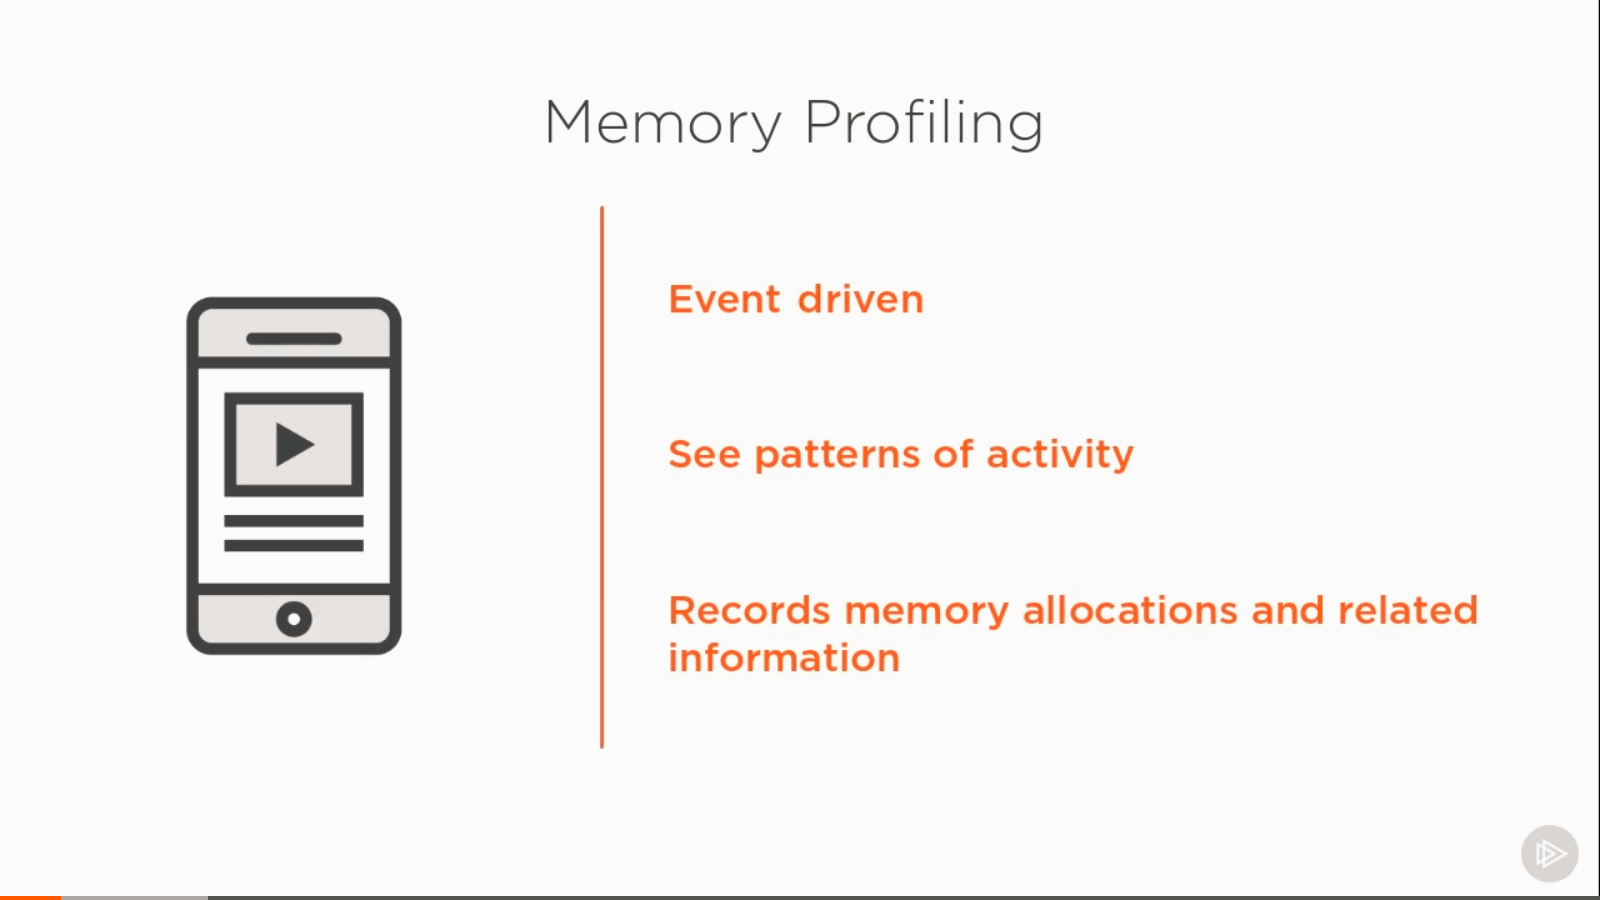 Memory Profiling
Event driven
See patterns of activity
Records memory allocations and related
information